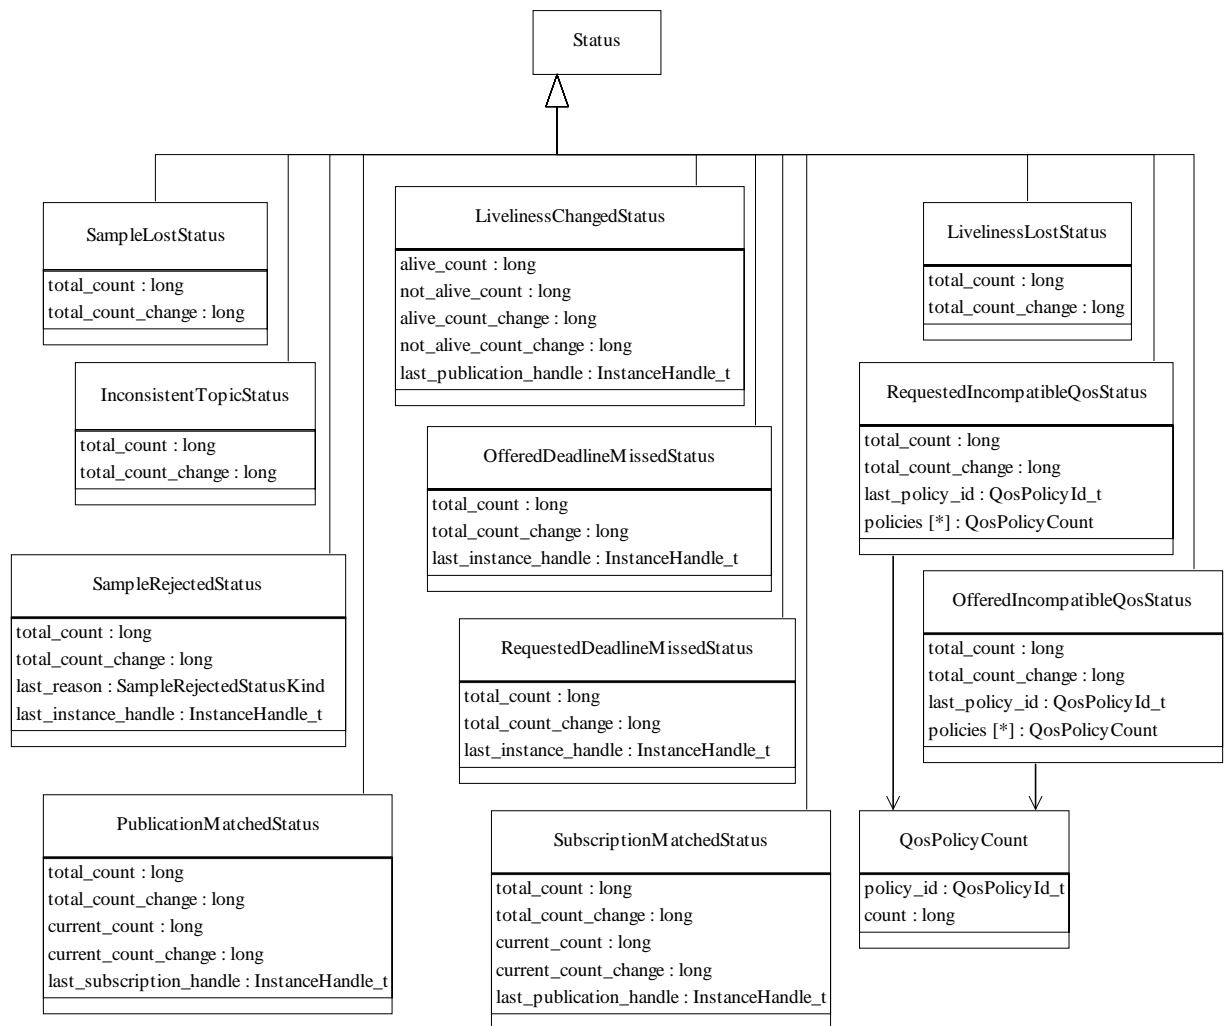 Status
SampleLostStatus
total_count : long
total_count_change : long
InconsistentTopicStatus
total_count : long
total_count_change : long
SampleRejectedStatus
total_count : long
total_count_change : long
last_reason : SampleRejectedStatusKind
last_instance_handle : InstanceHandle_t
PublicationMatchedStatus
total_count : long
total_count_change : long
current_count : long
current_count_change : long
last_subscription_handle : InstanceHandle_t
LivelinessChangedStatus
alive_count : long
not_alive_count : long
alive_count_change : long
not_alive_count_change : long
last_publication_handle : InstanceHandle_t
OfferedDeadlineMissedStatus
total_count : long
total_count_change : long
last_instance_handle : InstanceHandle_t
RequestedDeadlineMissedStatus
total_count : long
total_count_change : long
last_instance_handle : InstanceHandle_t
SubscriptionMatchedStatus
total_count : long
total_count_change : long
current_count : long
current_count_change : long
last_publication_handle : InstanceHandle_t
LivelinessLostStatus
total_count : long
total_count_change : long
RequestedIncompatibleQosStatus
total_count : long
total_count_change : long
last_policy_id : QosPolicyId_t
policies [*] : QosPolicyCount
OfferedIncompatibleQosStatus
total_count : long
total_count_change : long
last_policy_id : QosPolicyId_t
policies [*] : QosPolicyCount
QosPolicyCount
policy_id : QosPolicyId_t
count : long